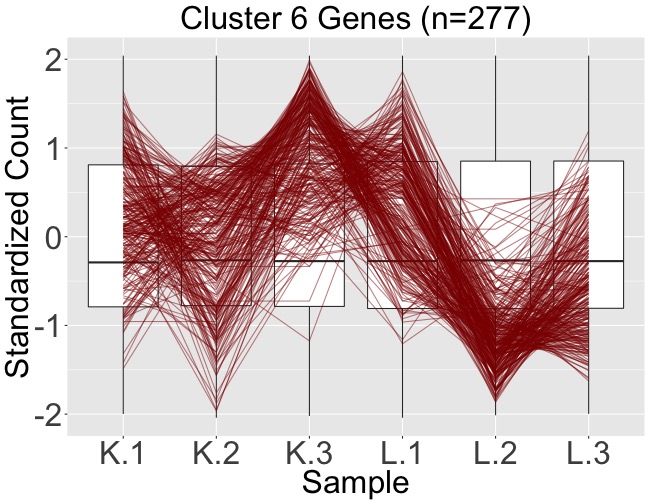 Cluster 6 Genes (n=277)
Standardized Count
2
1
0
-1
-2
K.1 K.2 K.3 L.1 L.2 L.3
Sample